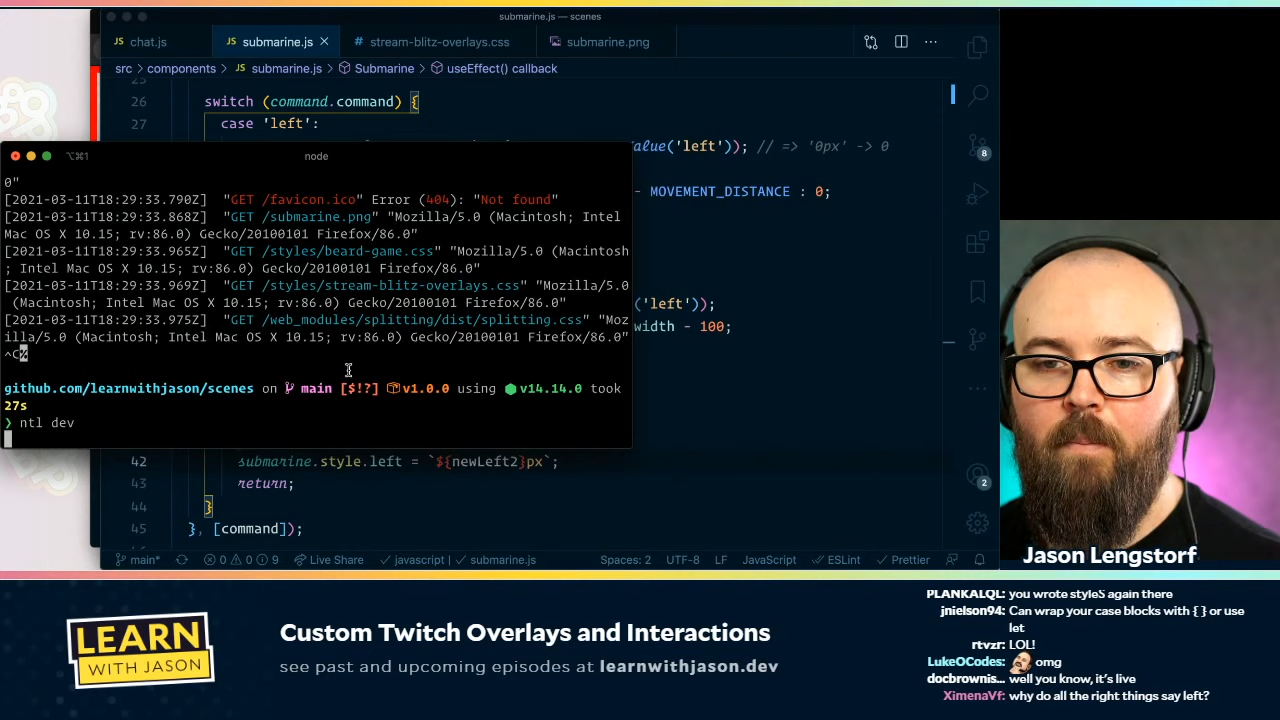 submarine.js — scenes
JS chat.js
JS submarine.js
# stream-blitz-overlays.css
submarine.png
src > components > JS submarine.js > Submarine > useEffect() callback
25
26 switch (command.command) {
27 case 'left':
alue('left')); // => '0px' -> 0
- MOVEMENT_DISTANCE : 0;
('left');
width - 100;
42 submarine.style.left = `${newLeft2}px`;
43 return;
44 }
45 }, [command]);
⌥⌘1 node
0"
[2021-03-11T18:29:33.790Z] "GET /favicon.ico" Error (404): "Not found"
[2021-03-11T18:29:33.868Z] "GET /submarine.png" "Mozilla/5.0 (Macintosh; Intel
Mac OS X 10.15; rv:86.0) Gecko/20100101 Firefox/86.0"
[2021-03-11T18:29:33.965Z] "GET /styles/beard-game.css" "Mozilla/5.0 (Macintosh
; Intel Mac OS X 10.15; rv:86.0) Gecko/20100101 Firefox/86.0"
[2021-03-11T18:29:33.969Z] "GET /styles/stream-blitz-overlays.css" "Mozilla/5.0
(Macintosh; Intel Mac OS X 10.15; rv:86.0) Gecko/20100101 Firefox/86.0"
[2021-03-11T18:29:33.975Z] "GET /web_modules/splitting/dist/splitting.css" "Moz
illa/5.0 (Macintosh; Intel Mac OS X 10.15; rv:86.0) Gecko/20100101 Firefox/86.0"
^C%
github.com/learnwithjason/scenes on main [$!?] v1.0.0 using v14.14.0 took
27s
❯ ntl dev
8
2
main* 0 0 9 Live Share ✓ javascript | ✓ submarine.js Spaces: 2 UTF-8 LF JavaScript ESLint ✓ Prettier
Jason Lengstorf
LEARN
WITH JASON
Custom Twitch Overlays and Interactions
see past and upcoming episodes at learnwithjason.dev
PLANKALQL: you wrote styleS again there
jnielson94: Can wrap your case blocks with { } or use
let
rtvzr: LOL!
LukeOCodes: omg
docbrownis... well you know, it's live
XimenaVf: why do all the right things say left?